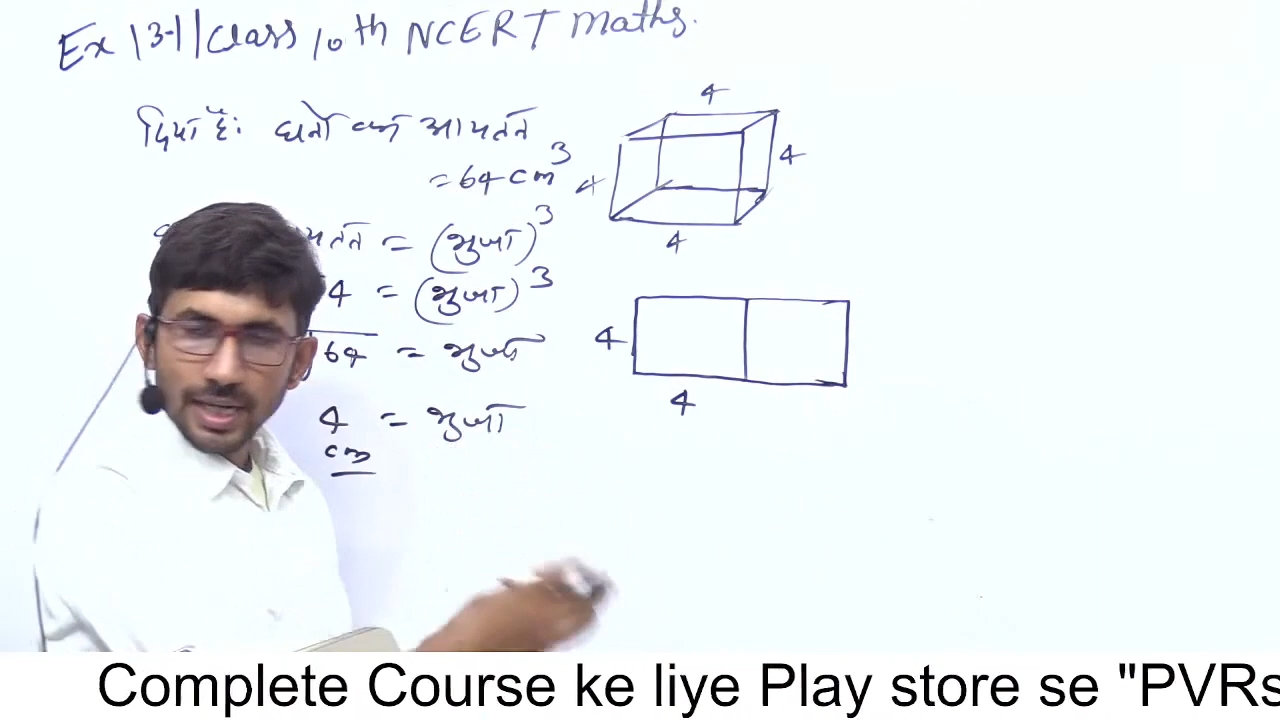 Ex 13.1 | Class 10th NCERT Maths.
दिया है: घनों का आयतन
= 64 cm³
यतन = (भुजा)³
4 = (भुजा)³
64 = भुजा
4 = भुजा
cm
4
4
4
4
4
4
Complete Course ke liye Play store se "PVRs